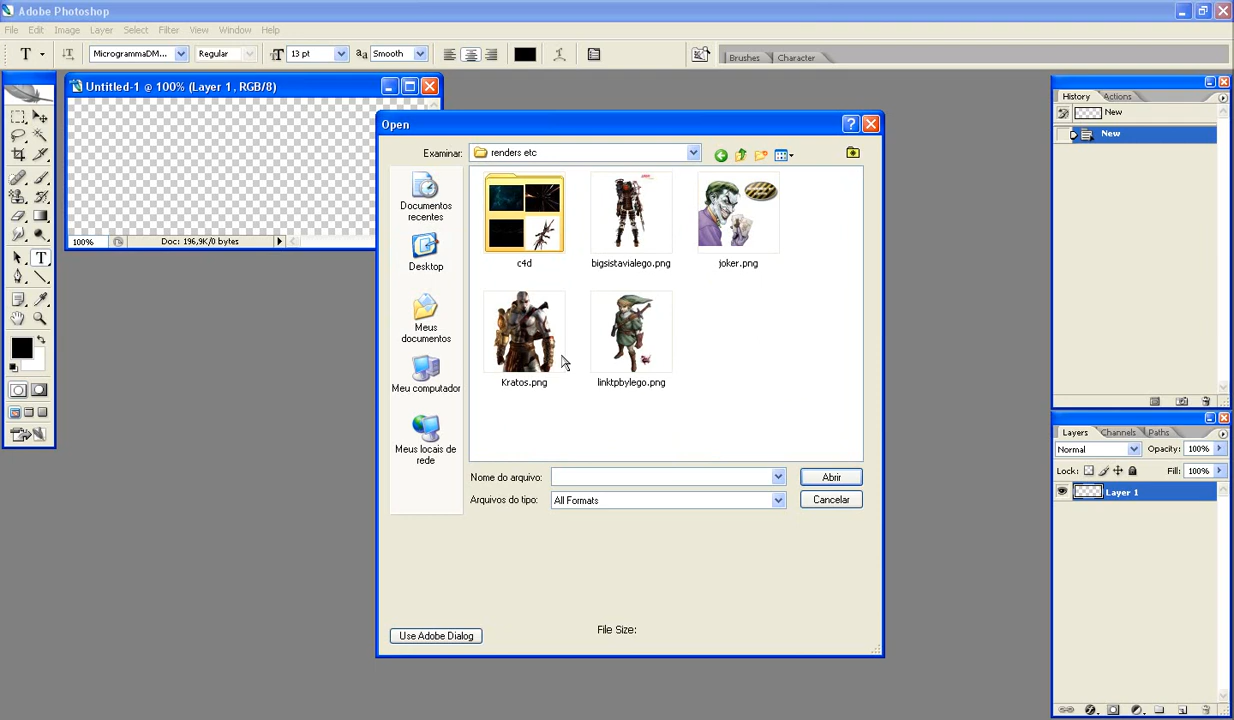 Adobe Photoshop
File Edit Image Layer Select Filter View Window Help
T MicrogrammaDM... Regular 13 pt aa Smooth Brushes Character
Untitled-1 @ 100% (Layer 1, RGB/8)
100% Doc: 196,9K/0 bytes
Open
Examinar: renders etc
Documentos
recentes
Desktop
Meus
documentos
Meu computador
Meus locais de
rede
c4d bigsistavialego.png joker.png
Kratos.png linktpbylego.png
Nome do arquivo: Abrir
Arquivos do tipo: All Formats Cancelar
Use Adobe Dialog File Size:
History Actions
New
New
Layers Channels Paths
Normal Opacity: 100%
Lock: Fill: 100%
Layer 1